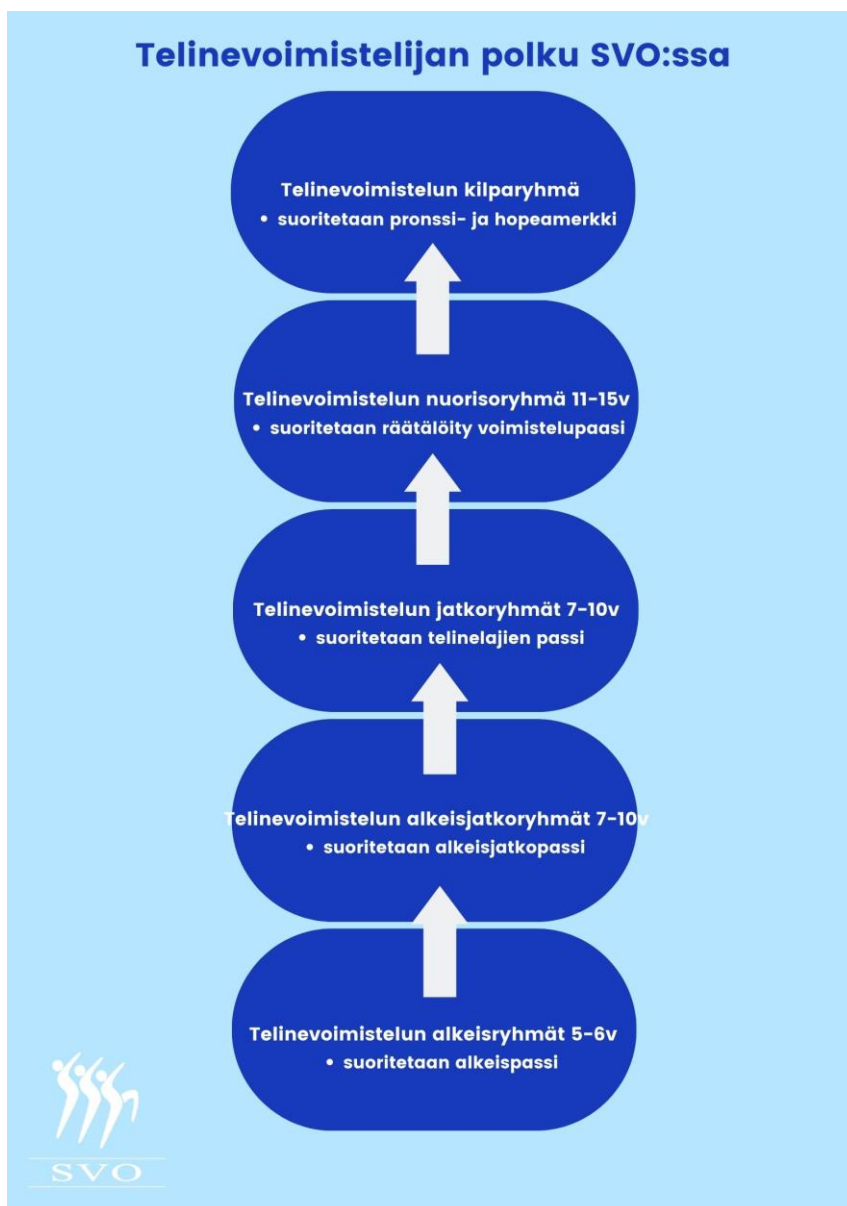 Telinevoimistelijan polku SVO:ssa
Telinevoimistelun kilparyhmä
• suoritetaan pronssi- ja hopeamerkki
Telinevoimistelun nuorisoryhmä 11-15v
• suoritetaan räätälöity voimistelupaasi
Telinevoimistelun jatkoryhmät 7-10v
• suoritetaan telinelajien passi
Telinevoimistelun alkeisjatkoryhmät 7-10v
• suoritetaan alkeisjatkopassi
Telinevoimistelun alkeisryhmät 5-6v
• suoritetaan alkeispassi
SVO